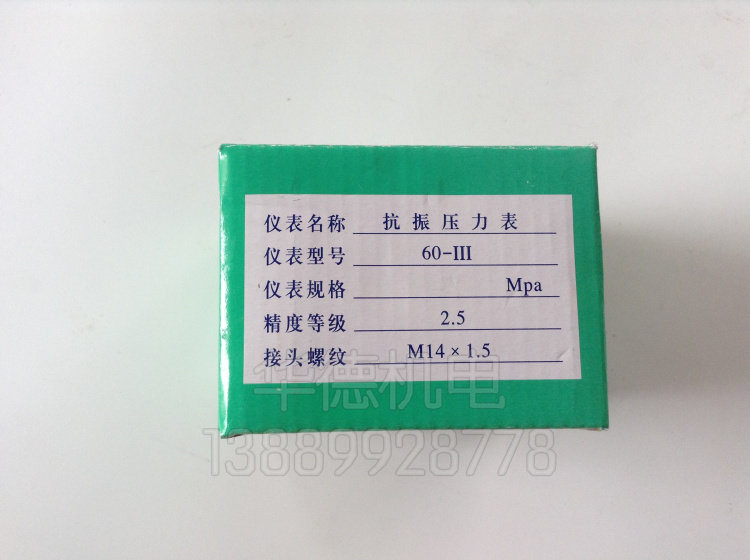 仪表名称 抗振压力表
仪表型号 60-III
仪表规格 Mpa
精度等级 2.5
接头螺纹 M14×1.5
华德机电
13889928778